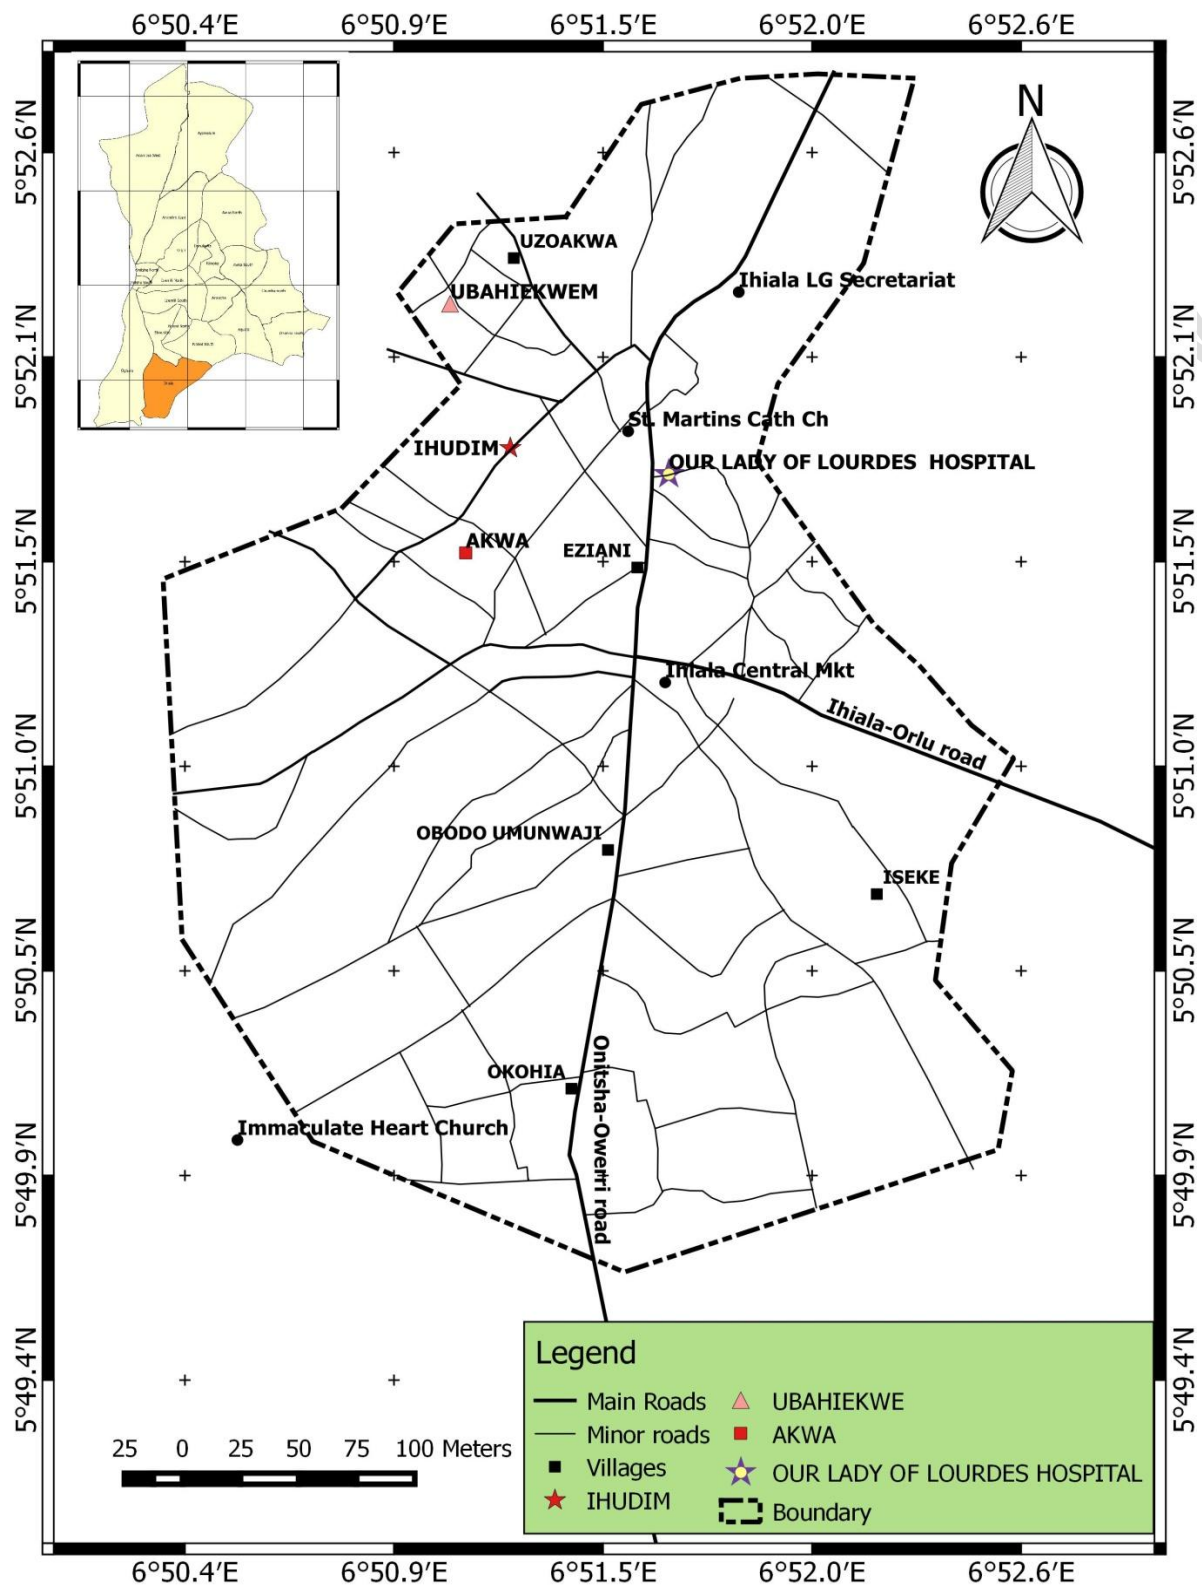 6°50.4′E 6°50.9′E 6°51.5′E 6°52.0′E 6°52.6′E
5°52.6′N 5°52.6′N
N
UZOAKWA
Ihiala LG Secretariat
UBAHIEKWEM
5°52.1′N 5°52.1′N
St. Martins Cath Ch
IHUDIM
OUR LADY OF LOURDES HOSPITAL
AKWA
EZIANI
5°51.5′N 5°51.5′N
Ihiala Central Mkt
Ihiala-Orlu road
5°51.0′N 5°51.0′N
OBODO UMUNWAJI
ISEKE
5°50.5′N 5°50.5′N
OKOHIA
Onitsha-Owerri road
Immaculate Heart Church
5°49.9′N 5°49.9′N
5°49.4′N 5°49.4′N
Legend
Main Roads
UBAHIEKWE
Minor roads
AKWA
Villages
OUR LADY OF LOURDES HOSPITAL
IHUDIM
Boundary
25 0 25 50 75 100 Meters
6°50.4′E 6°50.9′E 6°51.5′E 6°52.0′E 6°52.6′E